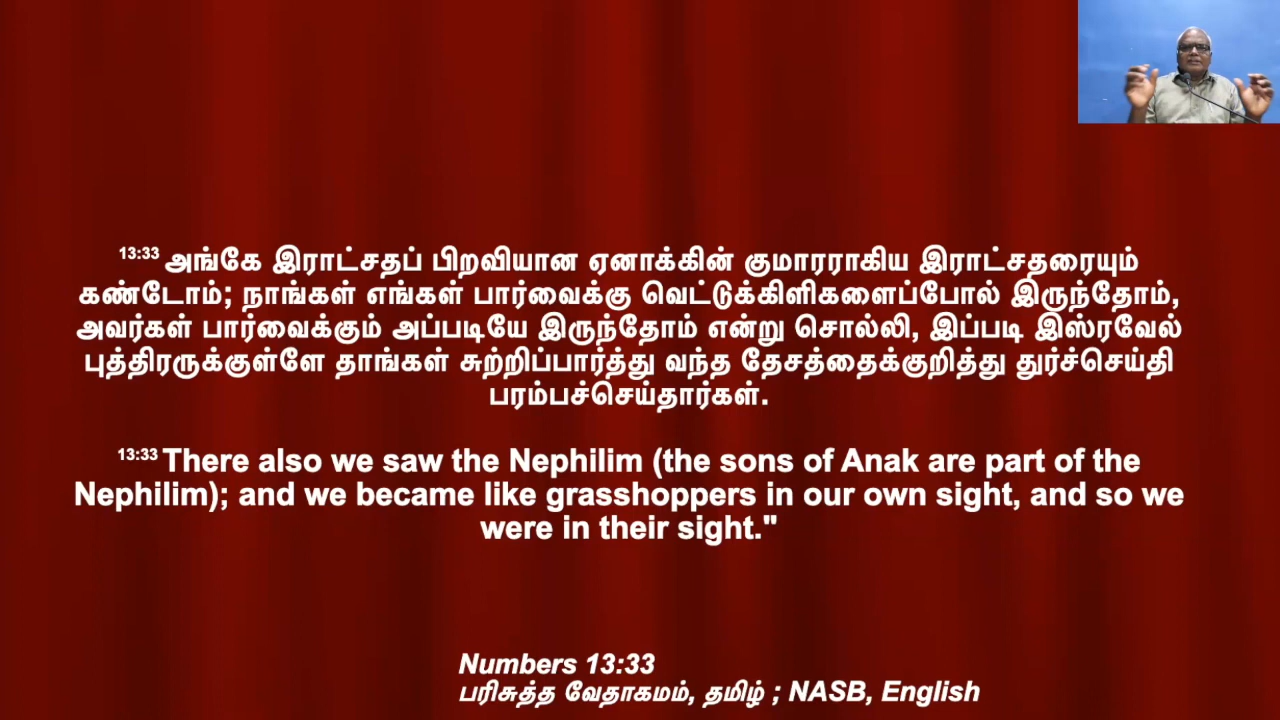 13:33 அங்கே இராட்சதப் பிறவியான ஏனாக்கின் குமாரராகிய இராட்சதரையும்
கண்டோம்; நாங்கள் எங்கள் பார்வைக்கு வெட்டுக்கிளிகளைப்போல் இருந்தோம்,
அவர்கள் பார்வைக்கும் அப்படியே இருந்தோம் என்று சொல்லி, இப்படி இஸ்ரவேல்
புத்திரருக்குள்ளே தாங்கள் சுற்றிப்பார்த்து வந்த தேசத்தைக்குறித்து துர்ச்செய்தி
பரம்பச்செய்தார்கள்.
13:33 There also we saw the Nephilim (the sons of Anak are part of the
Nephilim); and we became like grasshoppers in our own sight, and so we
were in their sight."
Numbers 13:33
பரிசுத்த வேதாகமம், தமிழ் ; NASB, English